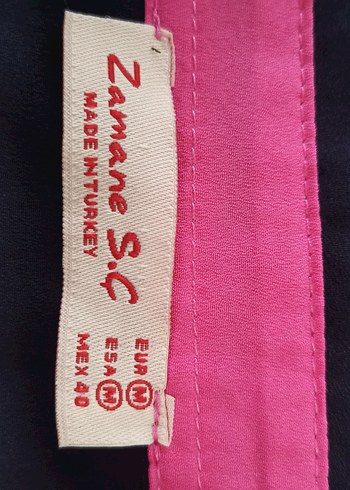 Zamane S.Ç
MADE IN TURKEY
EUR M
ESA M
MEX 40